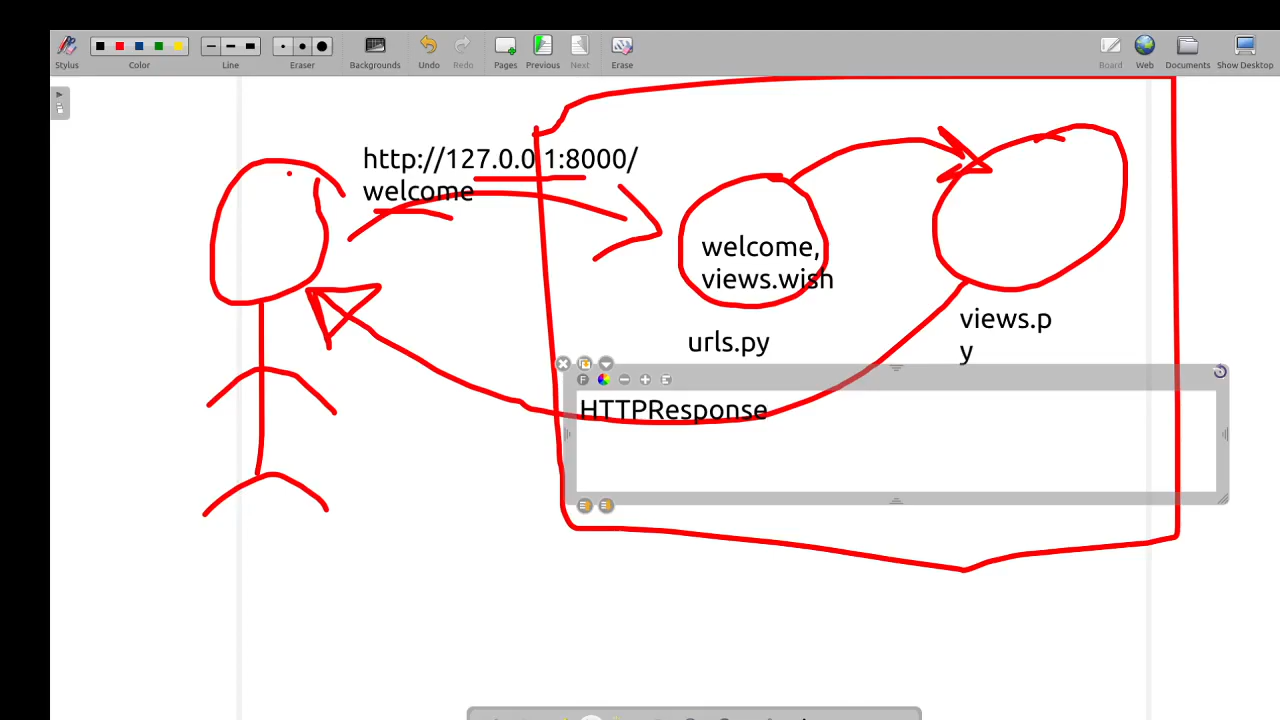 Stylus
Color
Line
Eraser
Backgrounds
Undo
Redo
Pages
Previous
Next
Erase
Board
Web
Documents
Show Desktop
http://127.0.0.1:8000/
welcome
welcome,
views.wish
urls.py
views.p
y
F
HTTPResponse